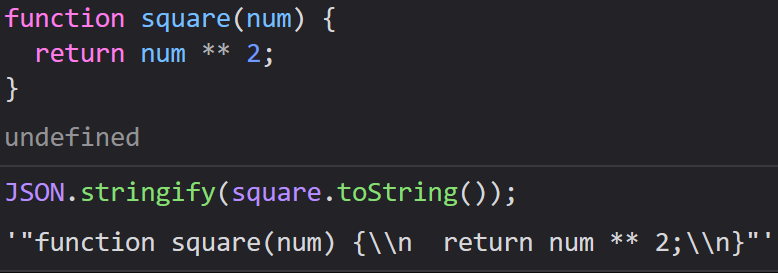 function square(num) {
  return num ** 2;
}
undefined
JSON.stringify(square.toString());
'"function square(num) {\\n  return num ** 2;\\n}"'